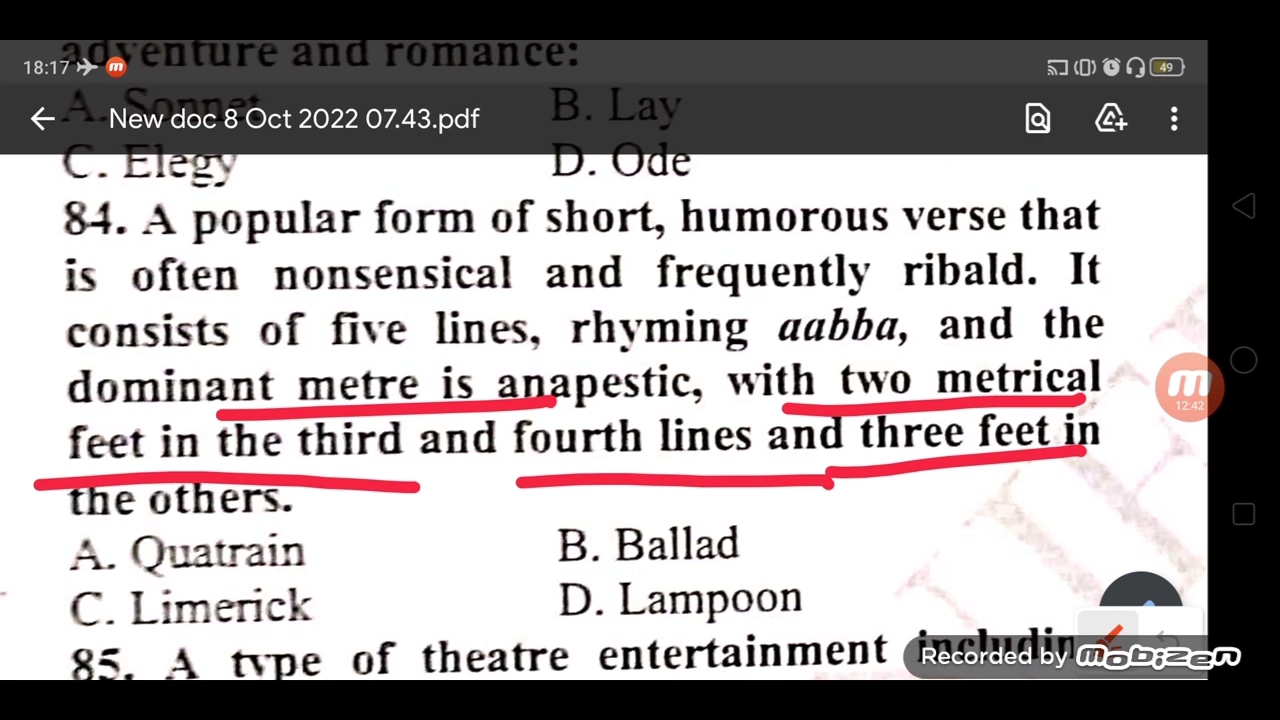 adventure and romance:
18:17 m 49
A. Sonnet B. Lay
New doc 8 Oct 2022 07.43.pdf
C. Elegy D. Ode
84. A popular form of short, humorous verse that
is often nonsensical and frequently ribald. It
consists of five lines, rhyming aabba, and the
dominant metre is anapestic, with two metrical
feet in the third and fourth lines and three feet in
the others.
12:42
A. Quatrain B. Ballad
C. Limerick D. Lampoon
85. A type of theatre entertainment includin
Recorded by mobizen